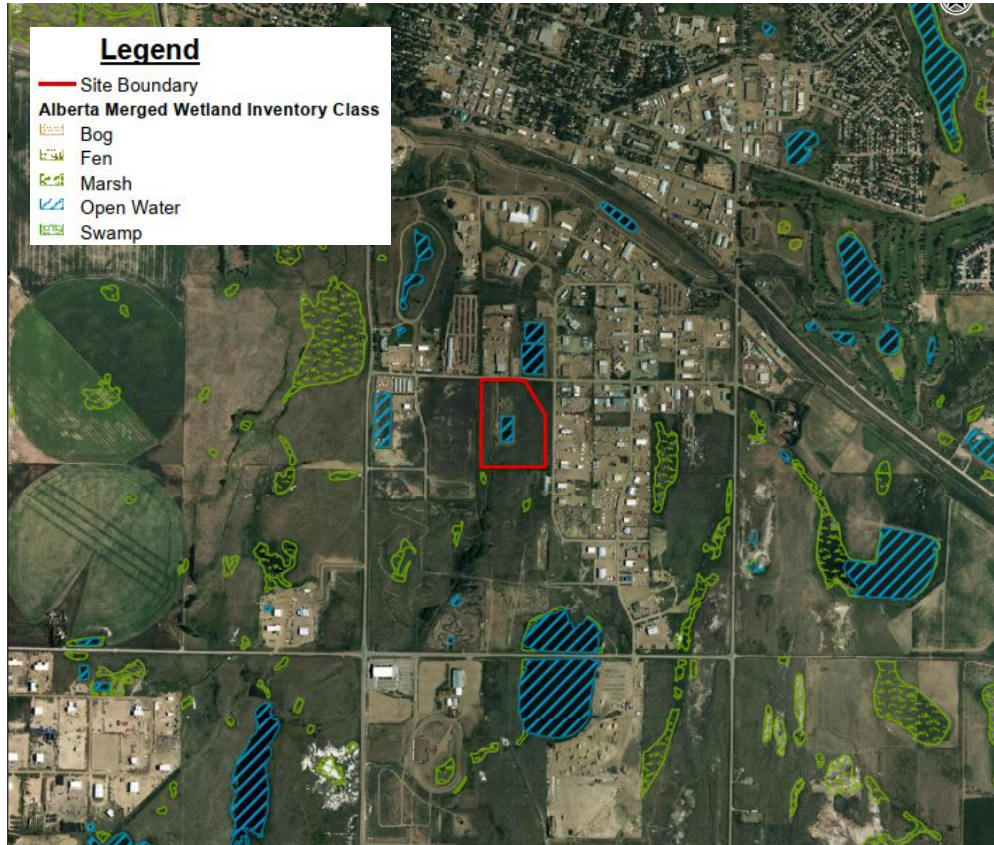 Legend
Site Boundary
Alberta Merged Wetland Inventory Class
Bog
Fen
Marsh
Open Water
Swamp